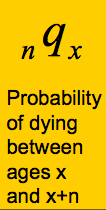 nqx
Probability
of dying
between
ages x
and x+n